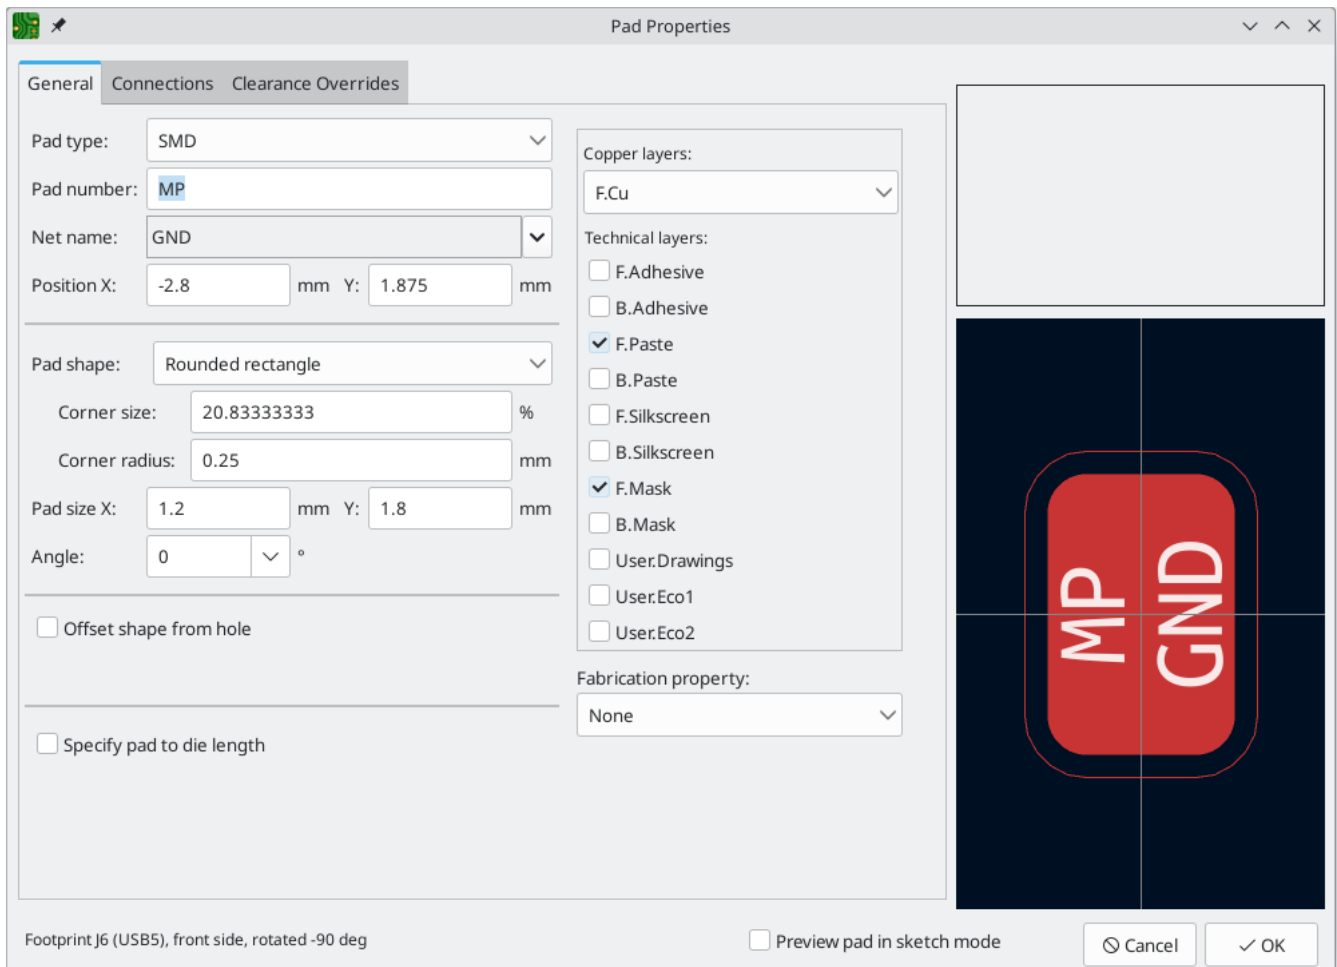 Pad Properties
General Connections Clearance Overrides
Pad type: SMD
Pad number: MP
Net name: GND
Position X: -2.8 mm Y: 1.875 mm
Pad shape: Rounded rectangle
Corner size: 20.83333333 %
Corner radius: 0.25 mm
Pad size X: 1.2 mm Y: 1.8 mm
Angle: 0 °
Offset shape from hole
Specify pad to die length
Copper layers:
F.Cu
Technical layers:
F.Adhesive
B.Adhesive
F.Paste
B.Paste
F.Silkscreen
B.Silkscreen
F.Mask
B.Mask
User.Drawings
User.Eco1
User.Eco2
Fabrication property:
None
MP
GND
Footprint J6 (USB5), front side, rotated -90 deg
Preview pad in sketch mode
Cancel
OK